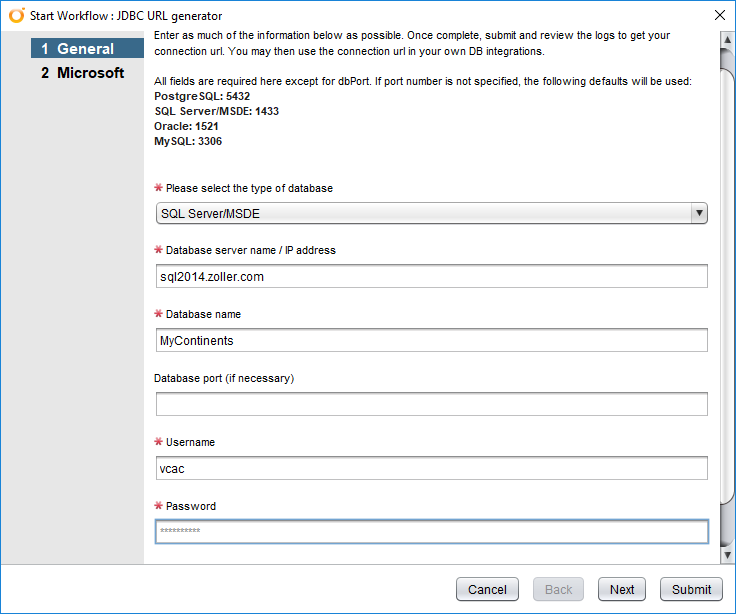 Start Workflow : JDBC URL generator
1 General
2 Microsoft
Enter as much of the information below as possible. Once complete, submit and review the logs to get your
connection url. You may then use the connection url in your own DB integrations.
All fields are required here except for dbPort. If port number is not specified, the following defaults will be used:
PostgreSQL: 5432
SQL Server/MSDE: 1433
Oracle: 1521
MySQL: 3306
* Please select the type of database
SQL Server/MSDE
* Database server name / IP address
sql2014.zoller.com
* Database name
MyContinents
Database port (if necessary)
* Username
vcac
* Password
**********
Cancel Back Next Submit